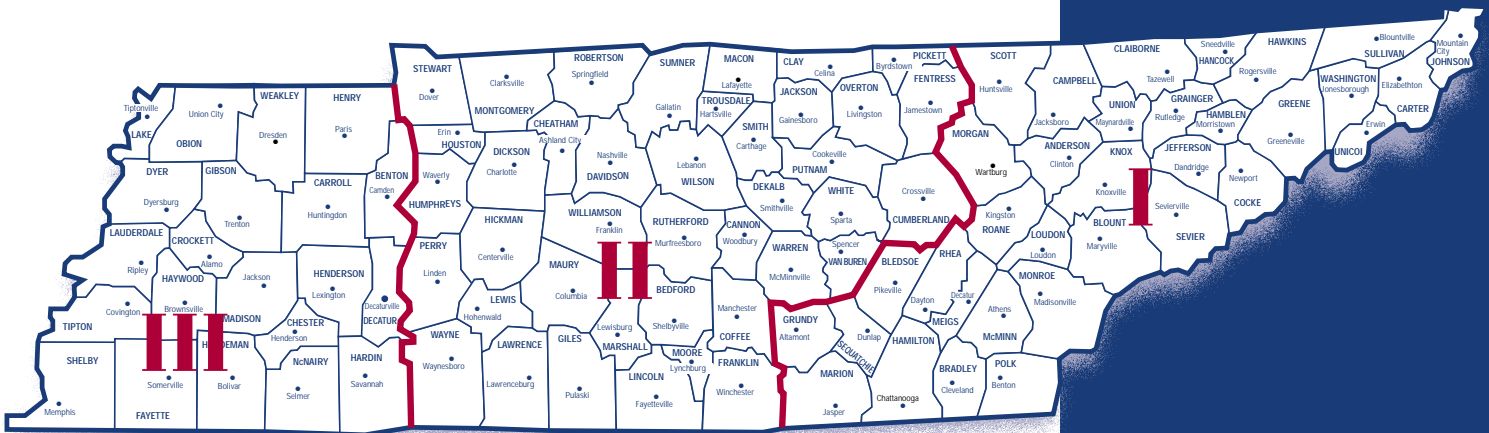 STEWART
Dover
Clarksville
MONTGOMERY
ROBERTSON
Springfield
CHEATHAM
Ashland City
SUMNER
Gallatin
MACON
Lafayette
TROUSDALE
Hartsville
CLAY
Celina
JACKSON
Gainesboro
PICKETT
Byrdstown
OVERTON
Livingston
FENTRESS
Jamestown
SCOTT
Huntsville
CAMPBELL
Jacksboro
CLAIBORNE
Tazewell
UNION
Maynardville
Sneedville
HANCOCK
HAWKINS
Rogersville
GRAINGER
Rutledge
HAMBLEN
Morristown
GREENE
Greeneville
SULLIVAN
Blountville
WASHINGTON
Jonesborough
Elizabethton
CARTER
Mountain
City
JOHNSON
Erwin
UNICOI
Tiptonville
LAKE
Union City
OBION
WEAKLEY
Dresden
HENRY
Paris
Erin
HOUSTON
DICKSON
Charlotte
Nashville
DAVIDSON
Lebanon
WILSON
SMITH
Carthage
Cookeville
PUTNAM
MORGAN
Wartburg
ANDERSON
Clinton
KNOX
Knoxville
JEFFERSON
Dandridge
Newport
COCKE
DYER
Dyersburg
GIBSON
Trenton
CARROLL
Huntingdon
BENTON
Camden
Waverly
HUMPHREYS
HICKMAN
Centerville
WILLIAMSON
Franklin
RUTHERFORD
Murfreesboro
CANNON
Woodbury
DEKALB
Smithville
WHITE
Sparta
Crossville
CUMBERLAND
Kingston
ROANE
LOUDON
Loudon
BLOUNT
Maryville
I
Sevierville
SEVIER
LAUDERDALE
Ripley
CROCKETT
Alamo
HAYWOOD
Brownsville
Jackson
MADISON
HENDERSON
Lexington
Decaturville
DECATUR
PERRY
Linden
LEWIS
Hohenwald
MAURY
Columbia
II
BEDFORD
Shelbyville
WARREN
McMinnville
Spencer
VAN BUREN
BLEDSOE
Pikeville
RHEA
Dayton
Decatur
MEIGS
MONROE
Madisonville
Athens
McMINN
TIPTON
Covington
III
SHELBY
Memphis
Somerville
FAYETTE
Bolivar
CHESTER
Henderson
McNAIRY
Selmer
HARDIN
Savannah
WAYNE
Waynesboro
LAWRENCE
Lawrenceburg
GILES
Pulaski
Lewisburg
MARSHALL
LINCOLN
Fayetteville
MOORE
Lynchburg
Manchester
COFFEE
FRANKLIN
Winchester
GRUNDY
Altamont
SEQUATCHIE
Dunlap
MARION
Jasper
HAMILTON
Chattanooga
BRADLEY
Cleveland
POLK
Benton